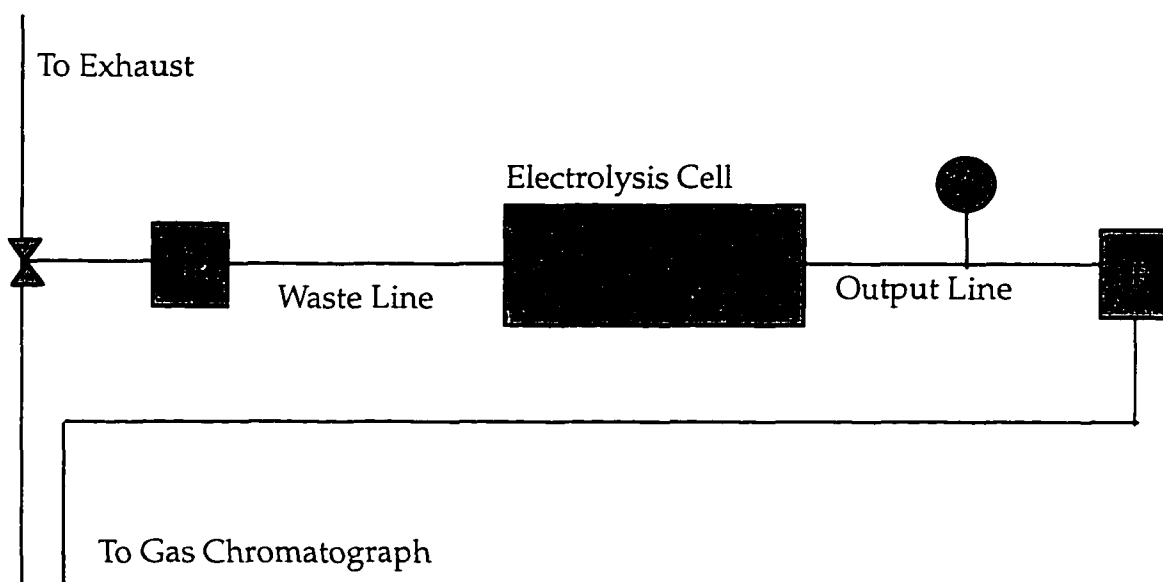 To Exhaust
Electrolysis Cell
Waste Line
Output Line
To Gas Chromatograph